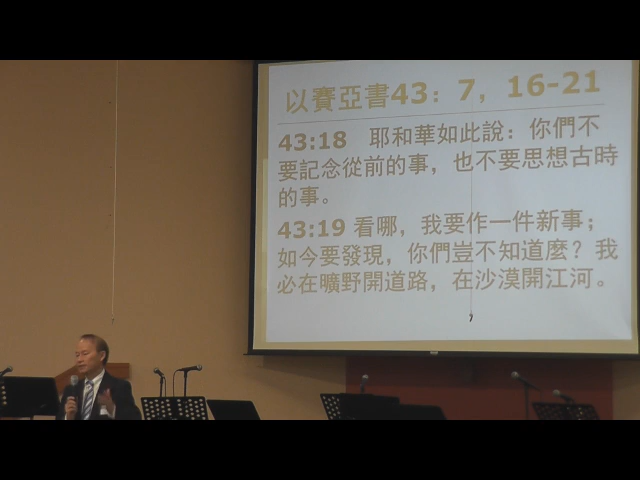 以賽亞書43：7，16-21
43:18 耶和華如此說：你們不
要記念從前的事，也不要思想古時
的事。
43:19 看哪，我要作一件新事；
如今要發現，你們豈不知道麼？我
必在曠野開道路，在沙漠開江河。